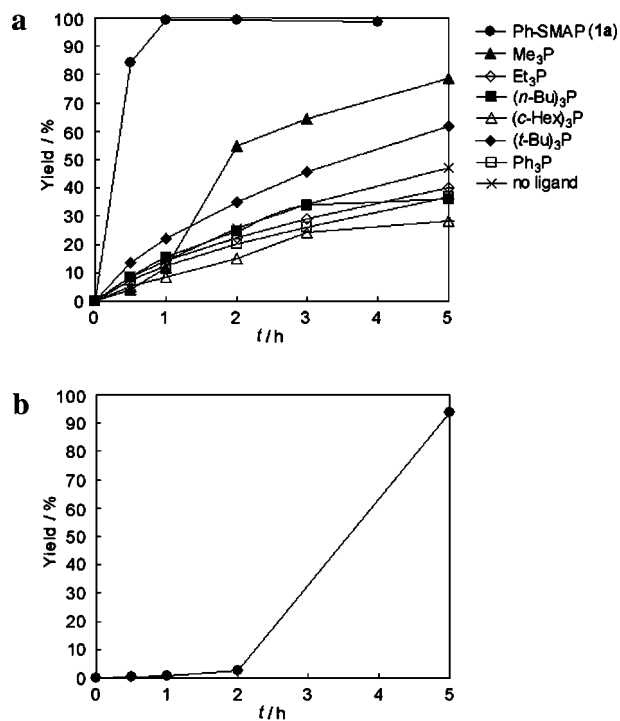 a
Yield / %
100
90
80
70
60
50
40
30
20
10
0
0 1 2 3 4 5
t / h
Ph-SMAP (1a)
Me₃P
Et₃P
(n-Bu)₃P
(c-Hex)₃P
(t-Bu)₃P
Ph₃P
no ligand
b
Yield / %
100
90
80
70
60
50
40
30
20
10
0
0 1 2 3 4 5
t / h